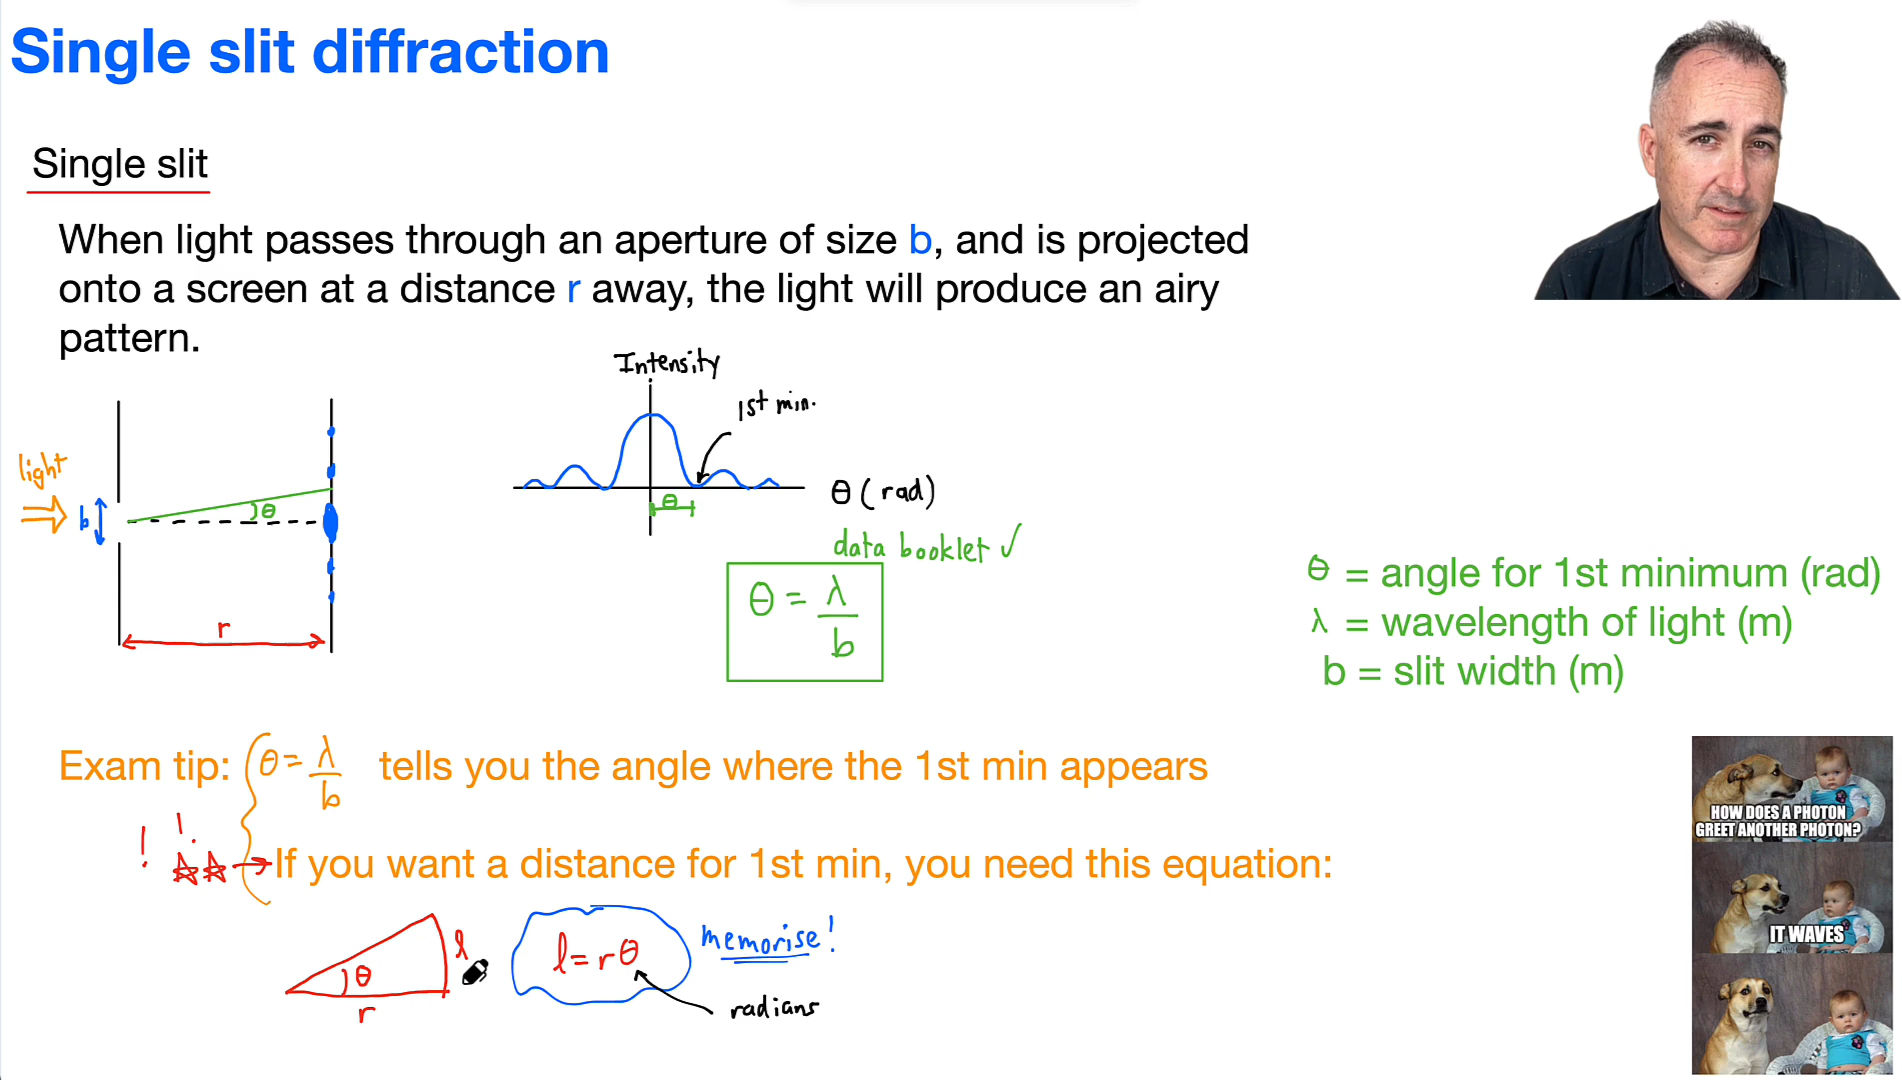 Single slit diffraction
Single slit
When light passes through an aperture of size b, and is projected
onto a screen at a distance r away, the light will produce an airy
pattern.
Intensity
1st min.
light
b
θ
θ
θ (rad)
data booklet ✓
θ = λ
b
r
θ = angle for 1st minimum (rad)
λ = wavelength of light (m)
b = slit width (m)
Exam tip: θ = λ tells you the angle where the 1st min appears
b
! !
→ If you want a distance for 1st min, you need this equation:
θ
l
r
l = rθ
memorise!
radians
HOW DOES A PHOTON
GREET ANOTHER PHOTON?
IT WAVES